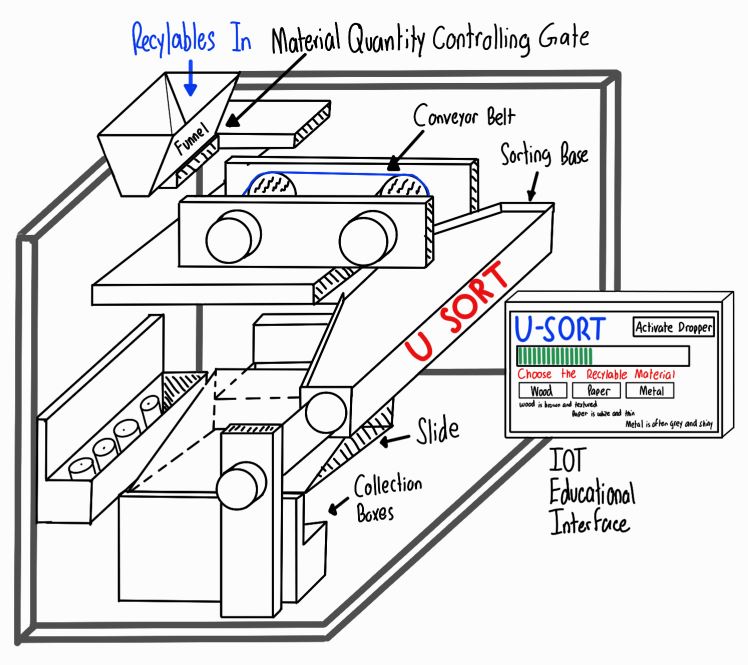 Recylables In
Material Quantity Controlling Gate
Funnel
Conveyor Belt
Sorting Base
U SORT
U-SORT
Activate Dropper
Choose the Recylable Material
Wood
Paper
Metal
wood is brown and textured
Paper is white and thin
Metal is often grey and shiny
Slide
Collection
Boxes
IOT
Educational
Interface